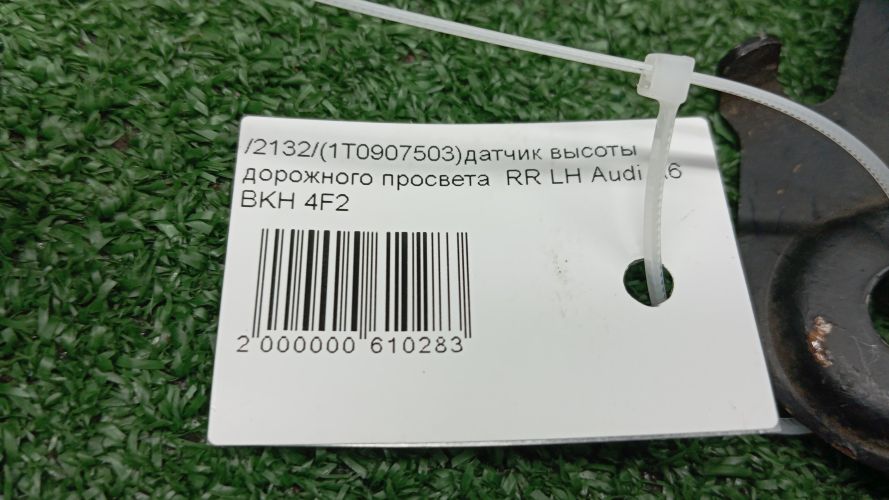 /2132/(1T0907503)датчик высоты
дорожного просвета RR LH Audi
BKH 4F2
2 000000 610283